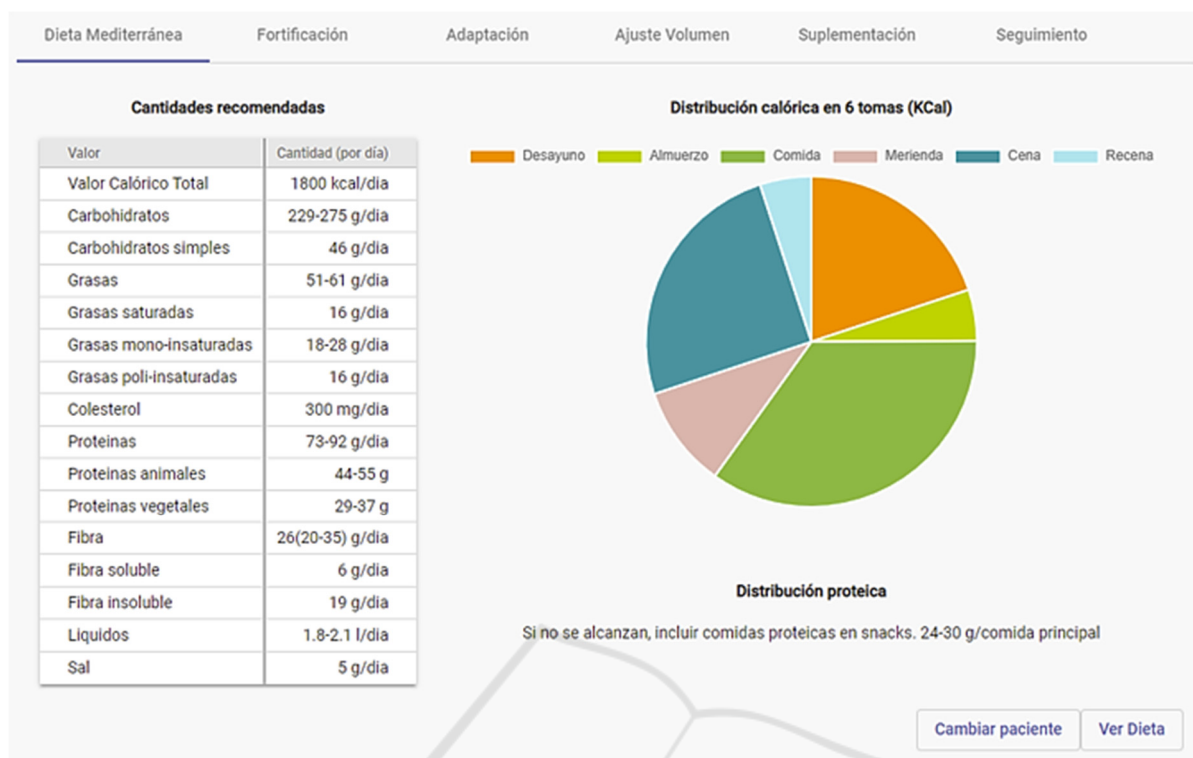 Dieta Mediterránea Fortificación Adaptación Ajuste Volumen Suplementación Seguimiento
Cantidades recomendadas
Valor Cantidad (por día)
Valor Calórico Total 1800 kcal/dia
Carbohidratos 229-275 g/dia
Carbohidratos simples 46 g/dia
Grasas 51-61 g/dia
Grasas saturadas 16 g/dia
Grasas mono-insaturadas 18-28 g/dia
Grasas poli-insaturadas 16 g/dia
Colesterol 300 mg/dia
Proteinas 73-92 g/dia
Proteinas animales 44-55 g
Proteinas vegetales 29-37 g
Fibra 26(20-35) g/dia
Fibra soluble 6 g/dia
Fibra insoluble 19 g/dia
Liquidos 1.8-2.1 l/dia
Sal 5 g/dia
Distribución calórica en 6 tomas (KCal)
Desayuno Almuerzo Comida Merienda Cena Recena
Distribución proteica
Si no se alcanzan, incluir comidas proteicas en snacks. 24-30 g/comida principal
Cambiar paciente Ver Dieta